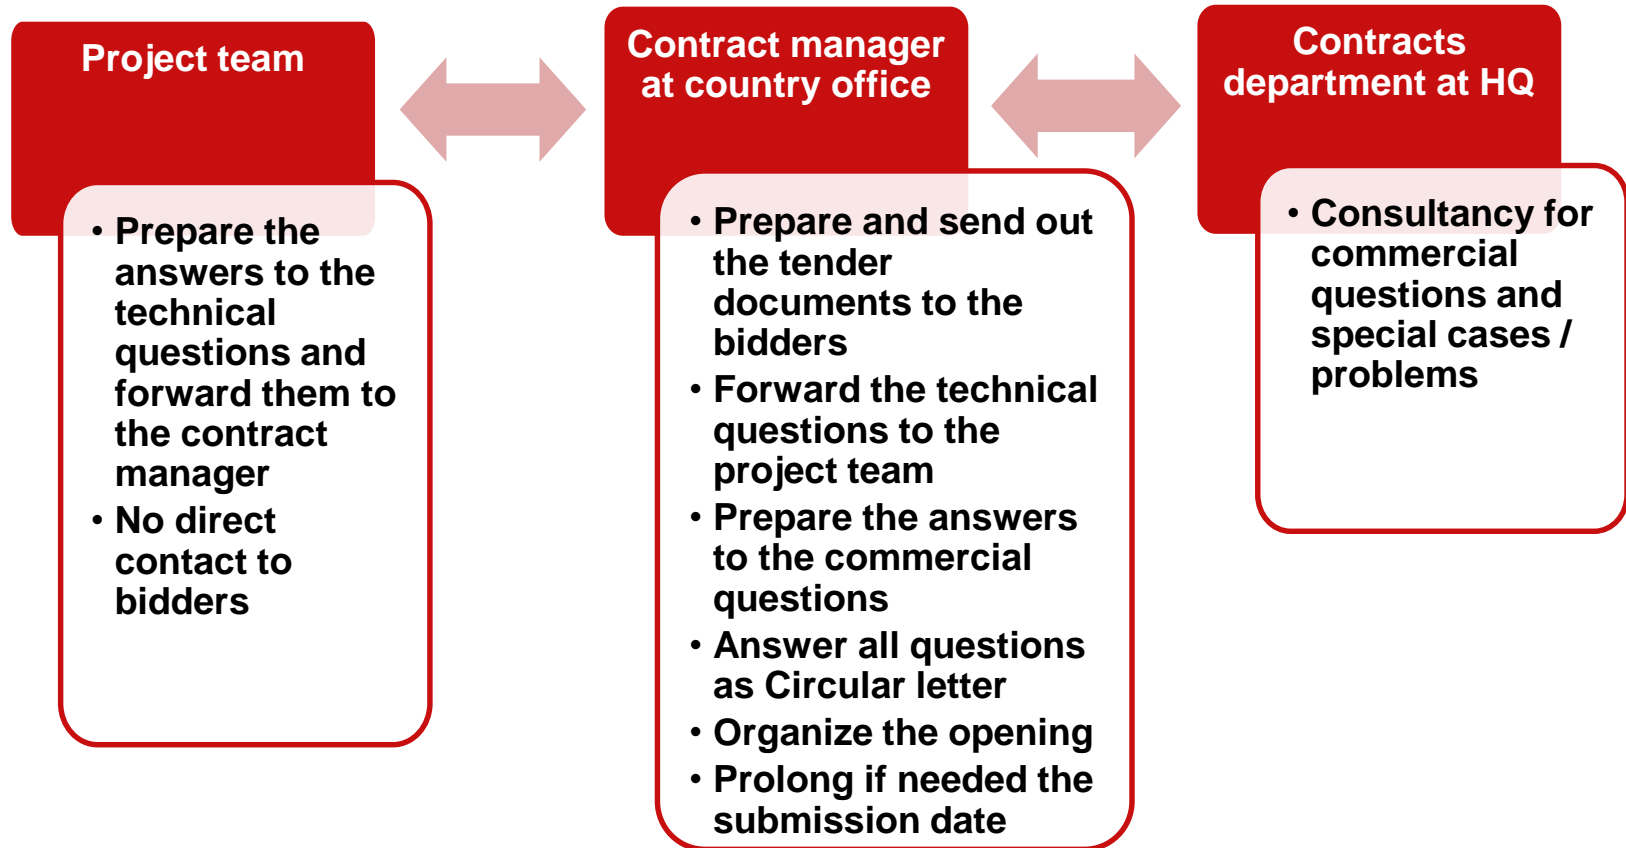 Project team
• Prepare the
answers to the
technical
questions and
forward them to
the contract
manager
• No direct
contact to
bidders
Contract manager
at country office
• Prepare and send out
the tender
documents to the
bidders
• Forward the technical
questions to the
project team
• Prepare the answers
to the commercial
questions
• Answer all questions
as Circular letter
• Organize the opening
• Prolong if needed the
submission date
Contracts
department at HQ
• Consultancy for
commercial
questions and
special cases /
problems